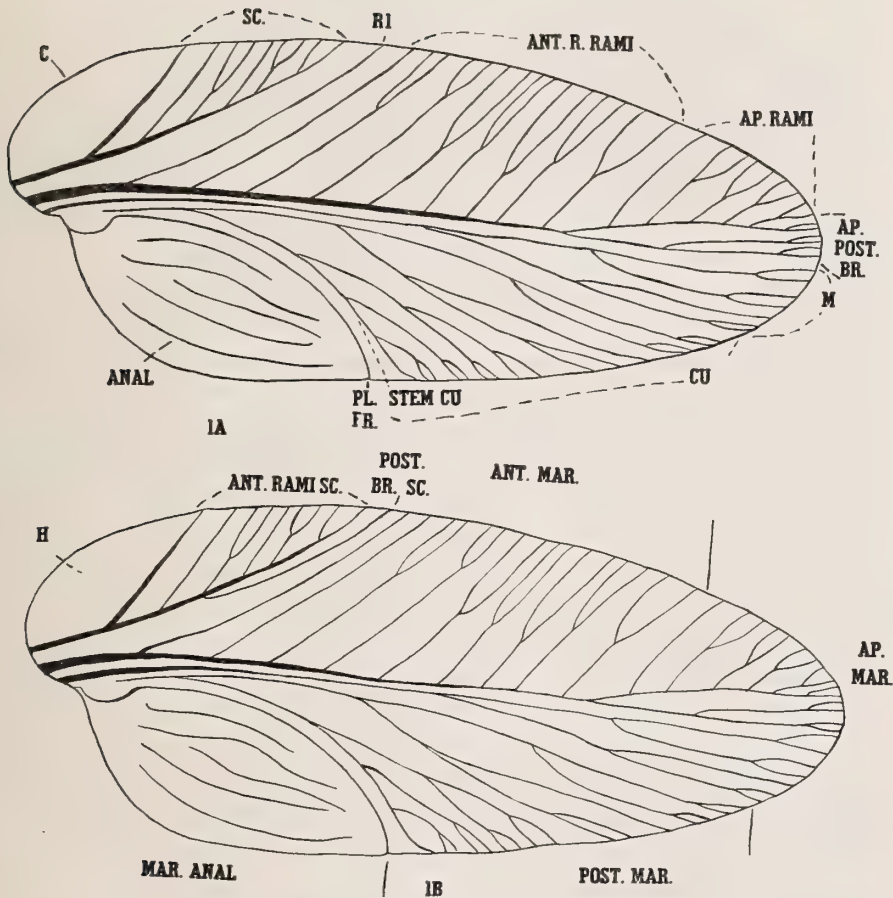 SC.
R1
C
ANT. R. RAMI
AP. RAMI
AP.
POST.
BR.
M
ANAL
PL. STEM CU
FR.
CU
1A
POST.
BR. SC.
ANT. MAR.
ANT. RAMI SC.
H
AP.
MAR.
MAR. ANAL
1B
POST. MAR.